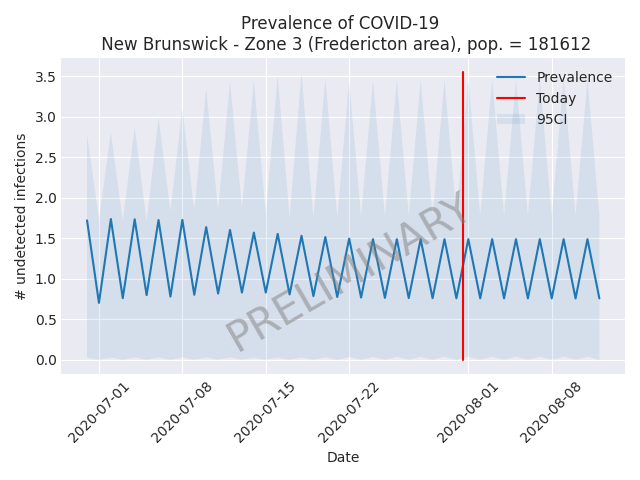 Prevalence of COVID-19
New Brunswick - Zone 3 (Fredericton area), pop. = 181612
3.5
3.0
2.5
2.0
1.5
1.0
0.5
0.0
# undetected infections
Prevalence
Today
95CI
PRELIMINARY
2020-07-01
2020-07-08
2020-07-15
2020-07-22
2020-08-01
2020-08-08
Date